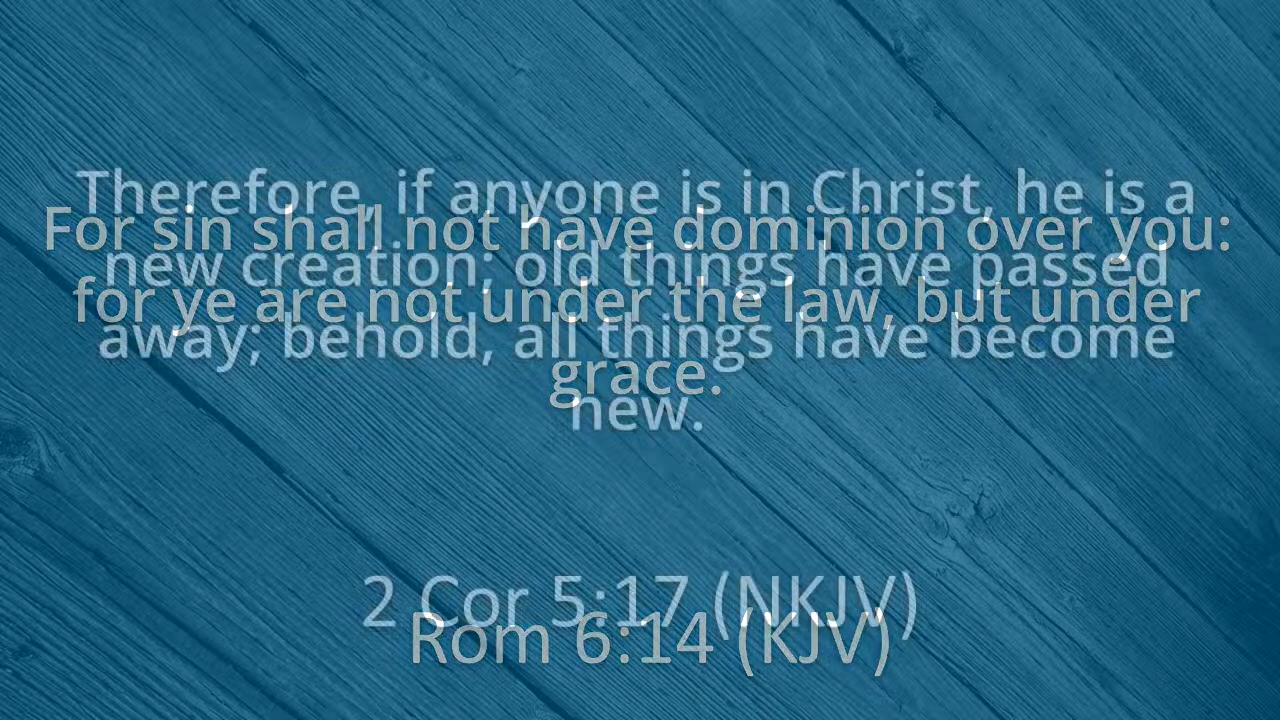 Therefore, if anyone is in Christ, he is a
new creation; old things have passed
away; behold, all things have become
new.
2 Cor 5:17 (NKJV)
For sin shall not have dominion over you:
for ye are not under the law, but under
grace.
Rom 6:14 (KJV)